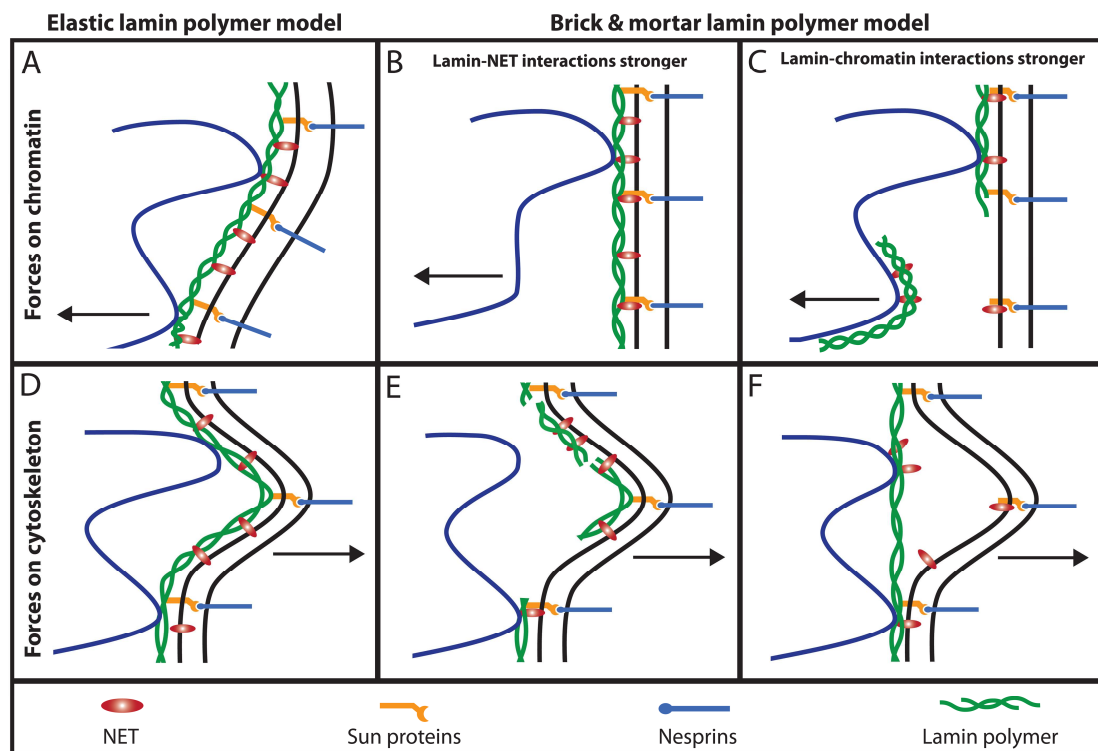 Elastic lamin polymer model
Brick & mortar lamin polymer model
Forces on chromatin
A
B
Lamin-NET interactions stronger
C
Lamin-chromatin interactions stronger
Forces on cytoskeleton
D
E
F
NET
Sun proteins
Nesprins
Lamin polymer